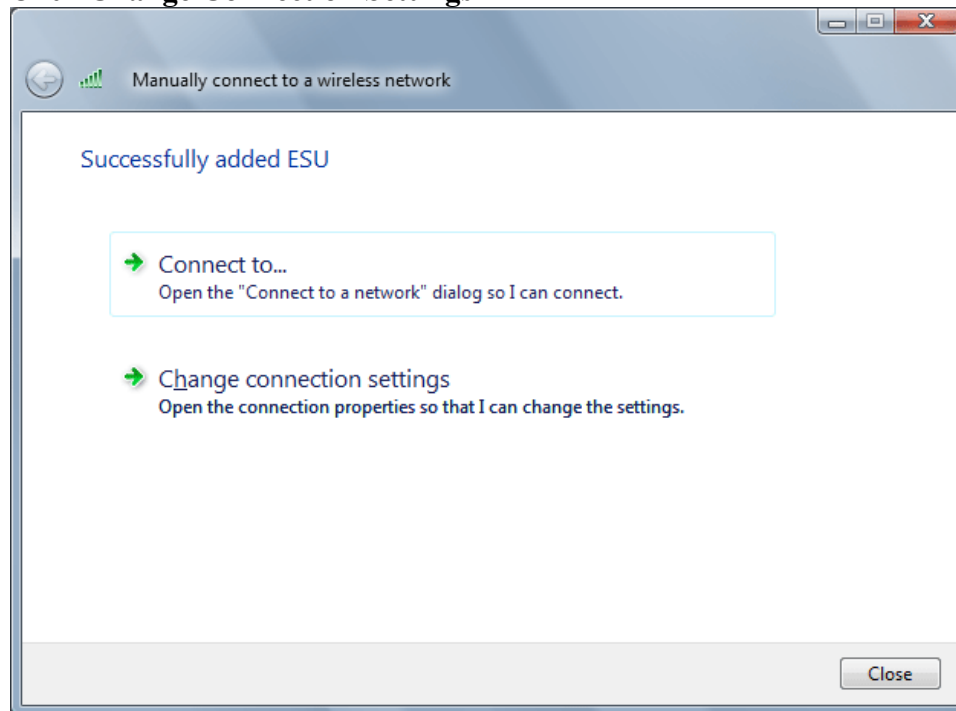 Manually connect to a wireless network
Successfully added ESU
Connect to...
Open the "Connect to a network" dialog so I can connect.
Change connection settings
Open the connection properties so that I can change the settings.
Close